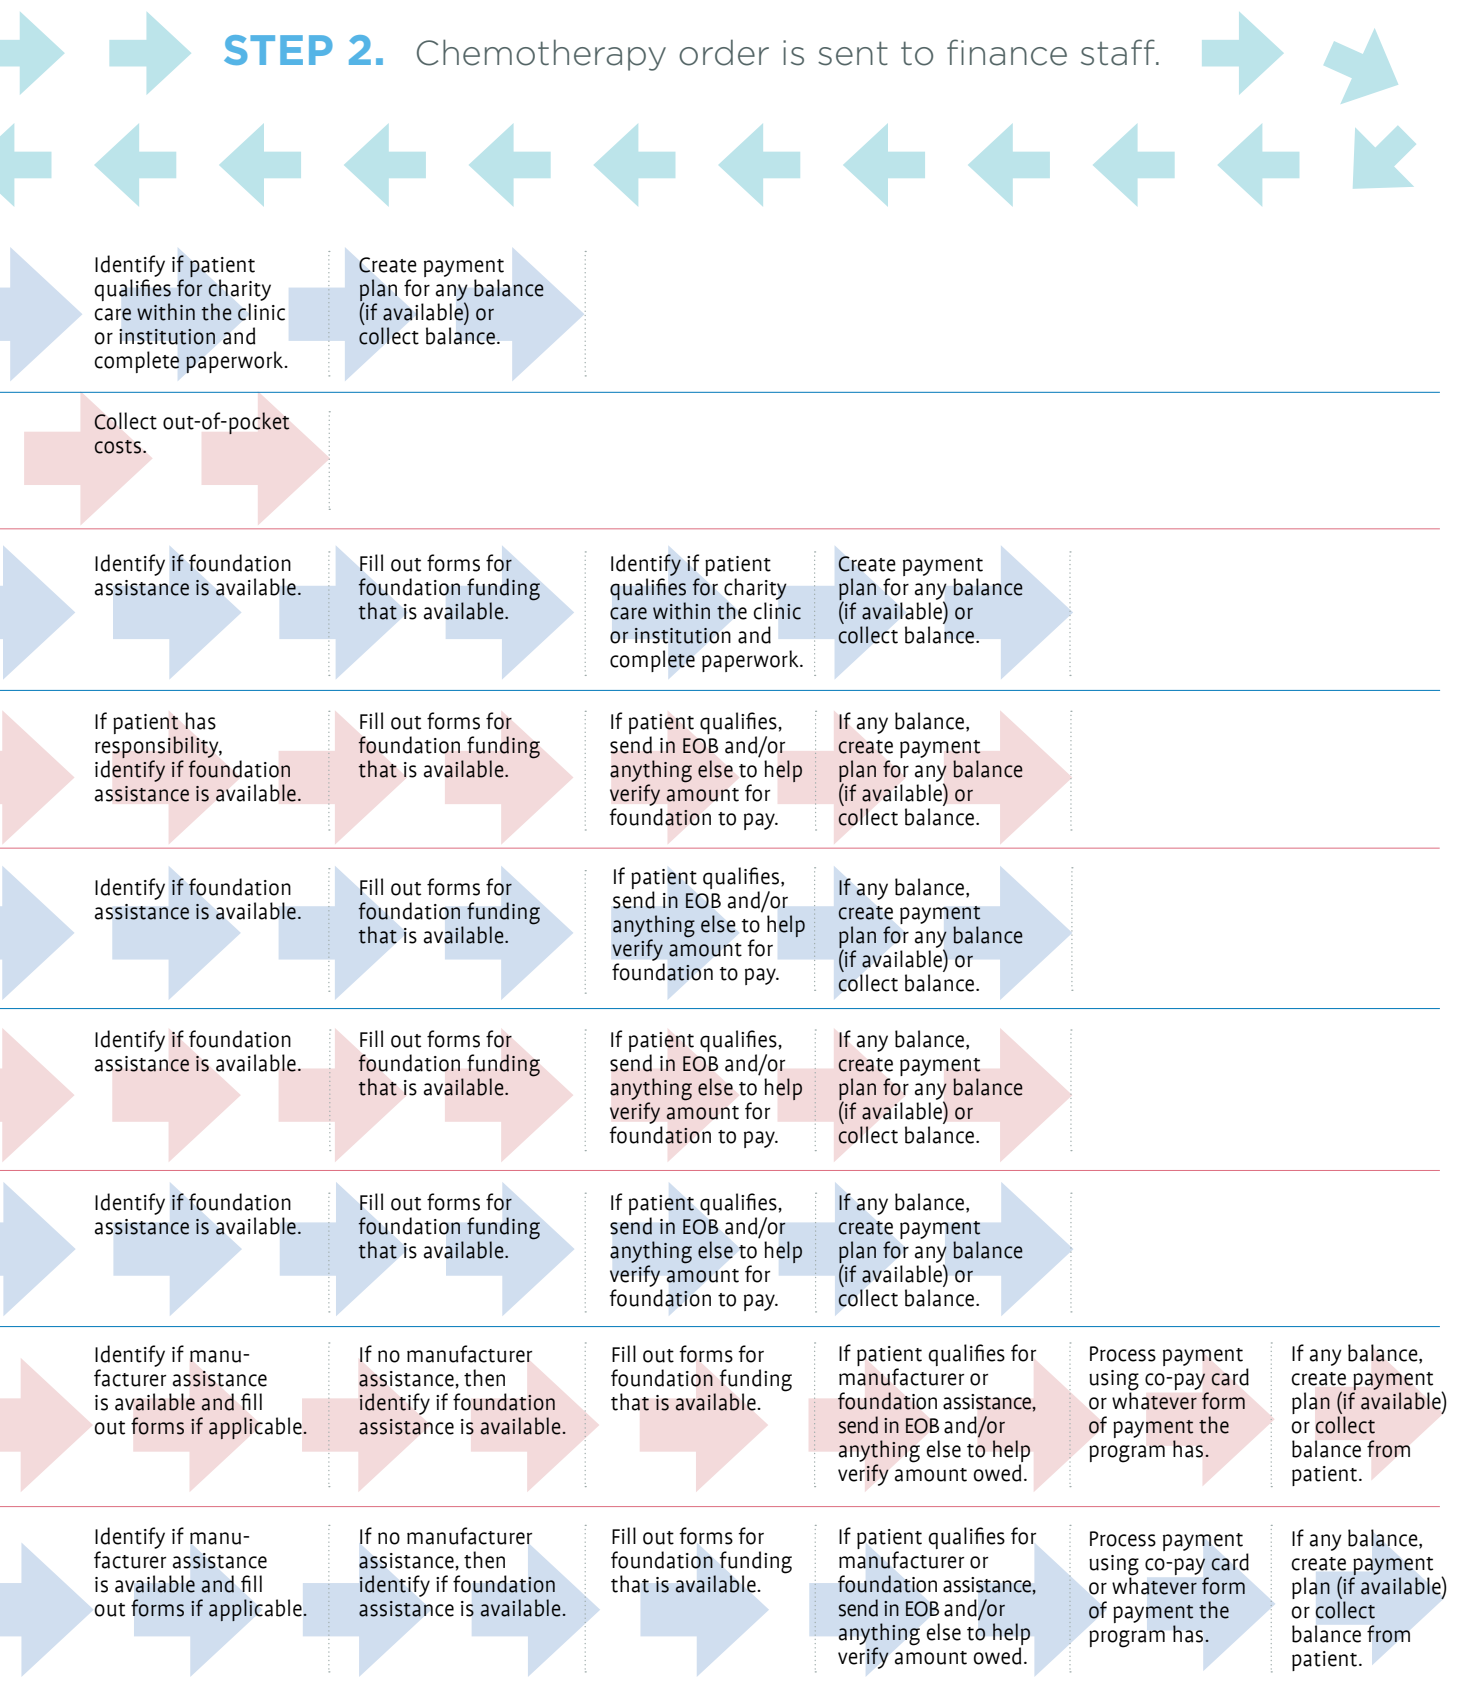 STEP 2. Chemotherapy order is sent to finance staff.
Identify if patient
qualifies for charity
care within the clinic
or institution and
complete paperwork.
Create payment
plan for any balance
(if available) or
collect balance.
Collect out-of-pocket
costs.
Identify if foundation
assistance is available.
Fill out forms for
foundation funding
that is available.
Identify if patient
qualifies for charity
care within the clinic
or institution and
complete paperwork.
Create payment
plan for any balance
(if available) or
collect balance.
If patient has
responsibility,
identify if foundation
assistance is available.
Fill out forms for
foundation funding
that is available.
If patient qualifies,
send in EOB and/or
anything else to help
verify amount for
foundation to pay.
If any balance,
create payment
plan for any balance
(if available) or
collect balance.
Identify if foundation
assistance is available.
Fill out forms for
foundation funding
that is available.
If patient qualifies,
send in EOB and/or
anything else to help
verify amount for
foundation to pay.
If any balance,
create payment
plan for any balance
(if available) or
collect balance.
Identify if foundation
assistance is available.
Fill out forms for
foundation funding
that is available.
If patient qualifies,
send in EOB and/or
anything else to help
verify amount for
foundation to pay.
If any balance,
create payment
plan for any balance
(if available) or
collect balance.
Identify if foundation
assistance is available.
Fill out forms for
foundation funding
that is available.
If patient qualifies,
send in EOB and/or
anything else to help
verify amount for
foundation to pay.
If any balance,
create payment
plan for any balance
(if available) or
collect balance.
Identify if manu-
facturer assistance
is available and fill
out forms if applicable.
If no manufacturer
assistance, then
identify if foundation
assistance is available.
Fill out forms for
foundation funding
that is available.
If patient qualifies for
manufacturer or
foundation assistance,
send in EOB and/or
anything else to help
verify amount owed.
Process payment
using co-pay card
or whatever form
of payment the
program has.
If any balance,
create payment
plan (if available)
or collect
balance from
patient.
Identify if manu-
facturer assistance
is available and fill
out forms if applicable.
If no manufacturer
assistance, then
identify if foundation
assistance is available.
Fill out forms for
foundation funding
that is available.
If patient qualifies for
manufacturer or
foundation assistance,
send in EOB and/or
anything else to help
verify amount owed.
Process payment
using co-pay card
or whatever form
of payment the
program has.
If any balance,
create payment
plan (if available)
or collect
balance from
patient.